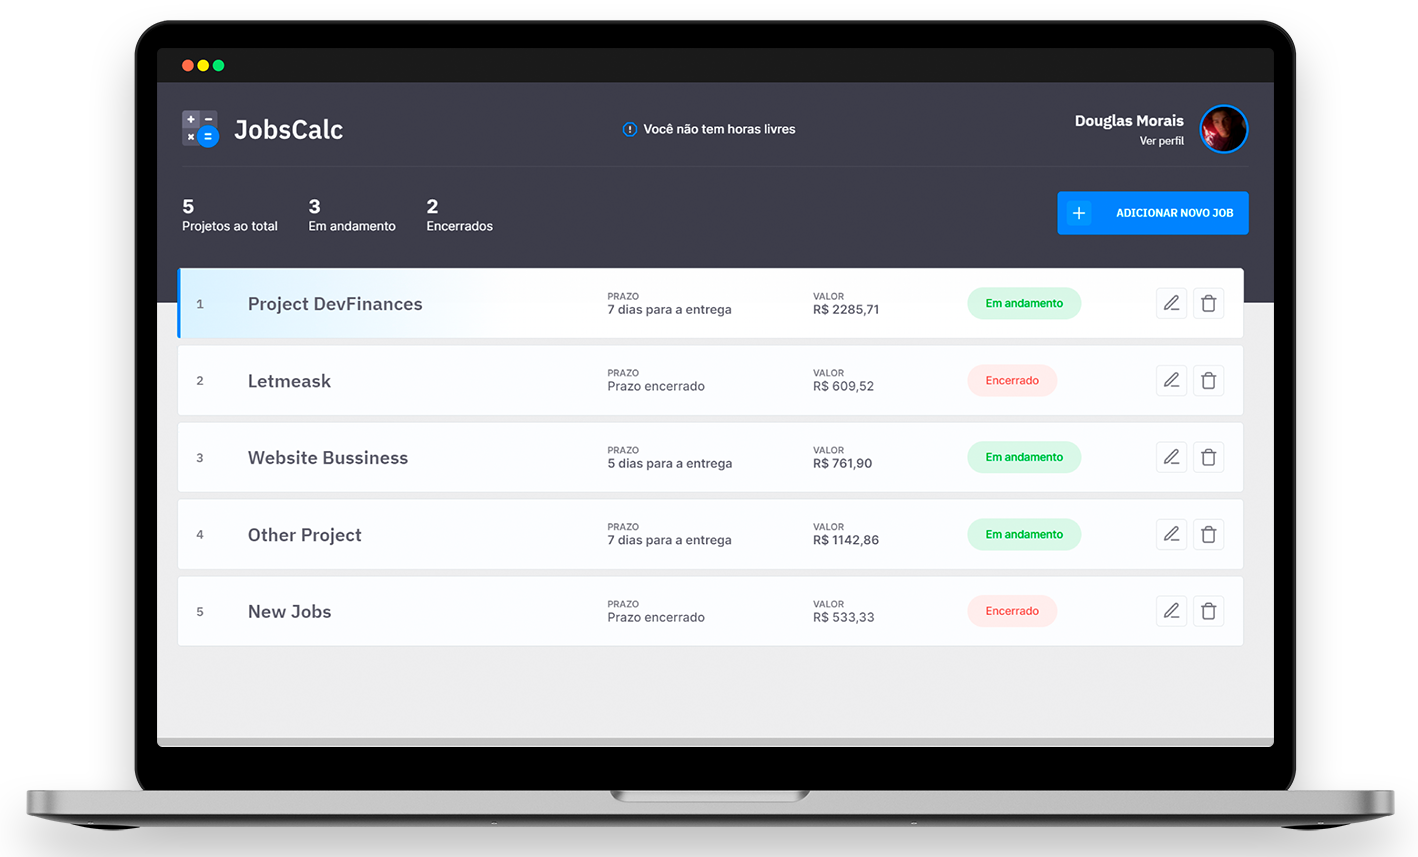 JobsCalc
Você não tem horas livres
Douglas Morais
Ver perfil
5
Projetos ao total
3
Em andamento
2
Encerrados
ADICIONAR NOVO JOB
1
Project DevFinances
PRAZO
7 dias para a entrega
VALOR
R$ 2285,71
Em andamento
2
Letmeask
PRAZO
Prazo encerrado
VALOR
R$ 609,52
Encerrado
3
Website Bussiness
PRAZO
5 dias para a entrega
VALOR
R$ 761,90
Em andamento
4
Other Project
PRAZO
7 dias para a entrega
VALOR
R$ 1142,86
Em andamento
5
New Jobs
PRAZO
Prazo encerrado
VALOR
R$ 533,33
Encerrado